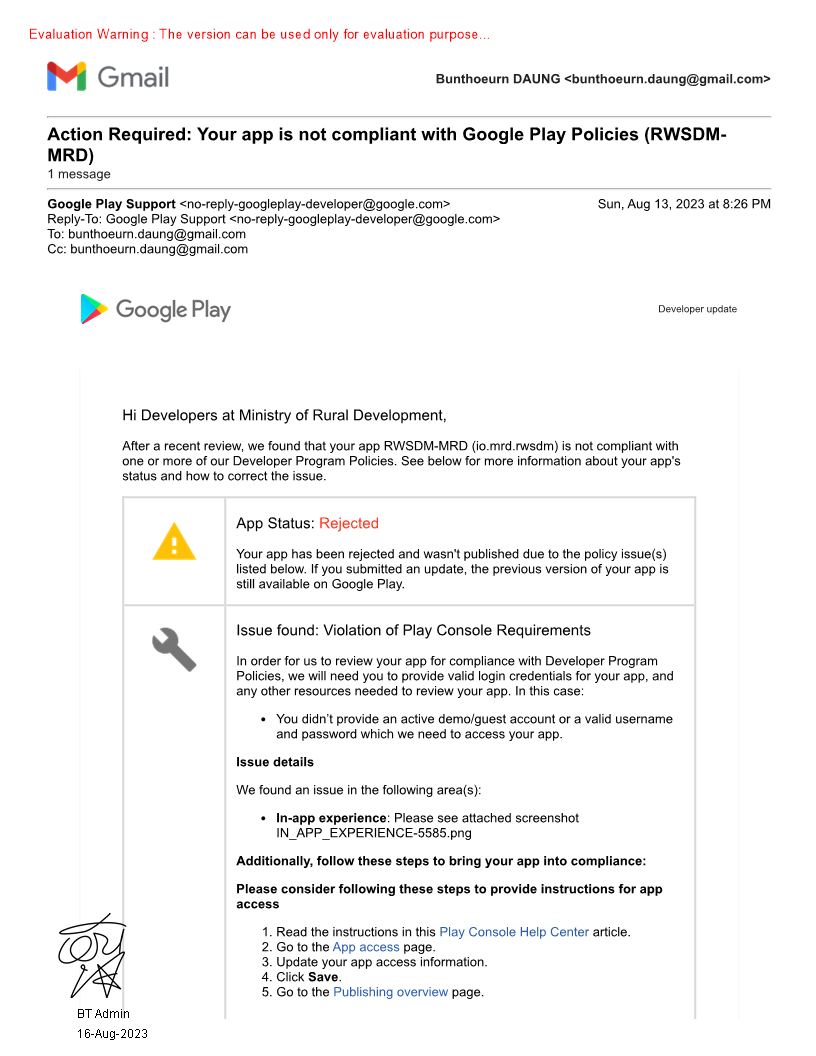 Evaluation Warning : The version can be used only for evaluation purpose...
Gmail
Bunthoeurn DAUNG <bunthoeurn.daung@gmail.com>
Action Required: Your app is not compliant with Google Play Policies (RWSDM-
MRD)
1 message
Google Play Support <no-reply-googleplay-developer@google.com>
Sun, Aug 13, 2023 at 8:26 PM
Reply-To: Google Play Support <no-reply-googleplay-developer@google.com>
To: bunthoeurn.daung@gmail.com
Cc: bunthoeurn.daung@gmail.com
Google Play
Developer update
Hi Developers at Ministry of Rural Development,
After a recent review, we found that your app RWSDM-MRD (io.mrd.rwsdm) is not compliant with
one or more of our Developer Program Policies. See below for more information about your app's
status and how to correct the issue.
App Status: Rejected
Your app has been rejected and wasn't published due to the policy issue(s)
listed below. If you submitted an update, the previous version of your app is
still available on Google Play.
Issue found: Violation of Play Console Requirements
In order for us to review your app for compliance with Developer Program
Policies, we will need you to provide valid login credentials for your app, and
any other resources needed to review your app. In this case:
• You didn’t provide an active demo/guest account or a valid username
and password which we need to access your app.
Issue details
We found an issue in the following area(s):
• In-app experience: Please see attached screenshot
IN_APP_EXPERIENCE-5585.png
Additionally, follow these steps to bring your app into compliance:
Please consider following these steps to provide instructions for app
access
1. Read the instructions in this Play Console Help Center article.
2. Go to the App access page.
3. Update your app access information.
4. Click Save.
5. Go to the Publishing overview page.
BT Admin
16-Aug-2023